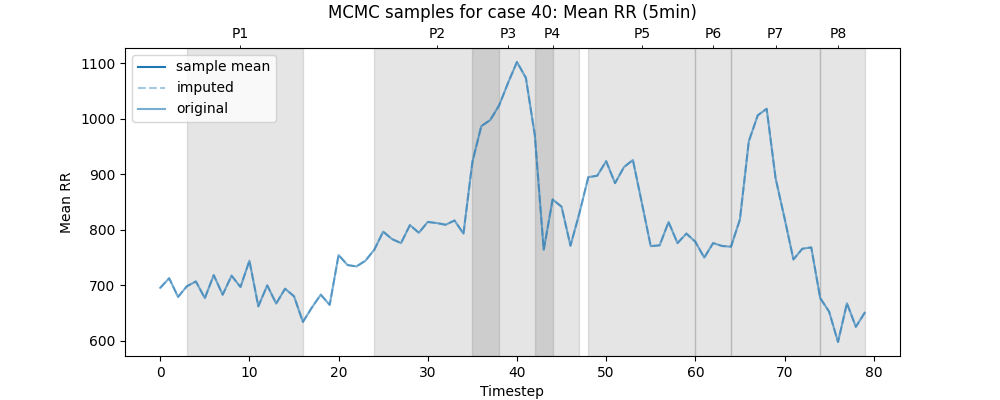 MCMC samples for case 40: Mean RR (5min)
P1 P2 P3 P4 P5 P6 P7 P8
sample mean
imputed
original
1100
1000
900
800
700
600
Mean RR
0 10 20 30 40 50 60 70 80
Timestep